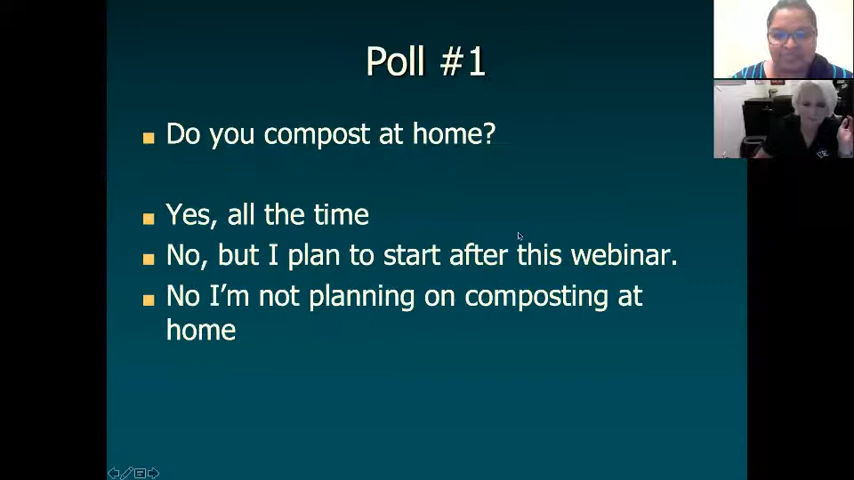 Poll #1
Do you compost at home?
Yes, all the time
No, but I plan to start after this webinar.
No I'm not planning on composting at
home